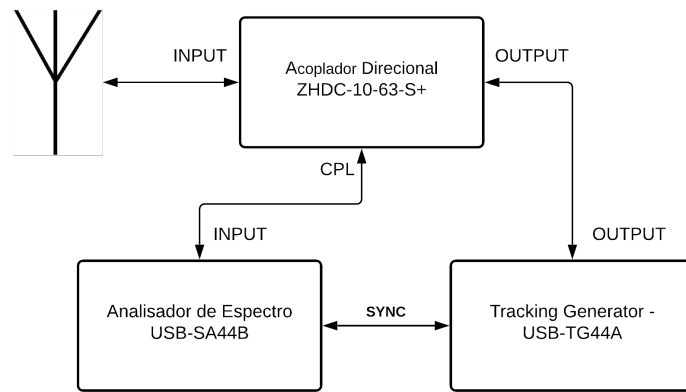 INPUT
Acoplador Direcional
ZHDC-10-63-S+
OUTPUT
CPL
INPUT
OUTPUT
Analisador de Espectro
USB-SA44B
SYNC
Tracking Generator -
USB-TG44A